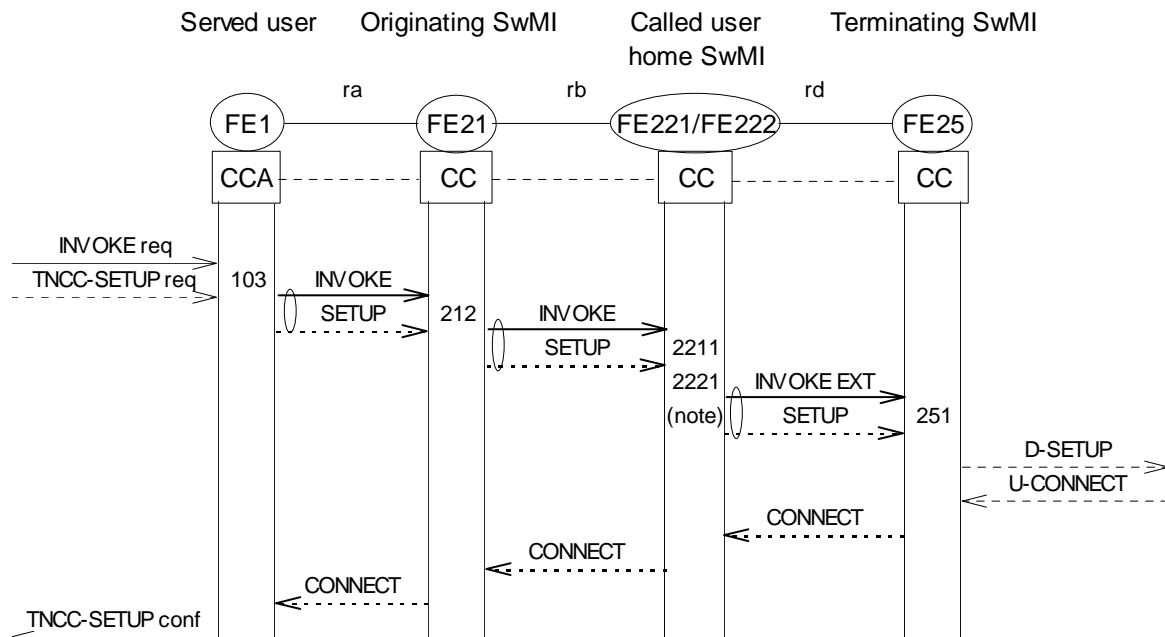 Served user
Originating SwMI
Called user
home SwMI
Terminating SwMI
ra
rb
rd
FE1
FE21
FE221/FE222
FE25
CCA
CC
CC
CC
INVOKE req
TNCC-SETUP req
103
INVOKE
SETUP
212
INVOKE
SETUP
2211
2221
(note)
INVOKE EXT
SETUP
251
D-SETUP
U-CONNECT
CONNECT
CONNECT
CONNECT
TNCC-SETUP conf